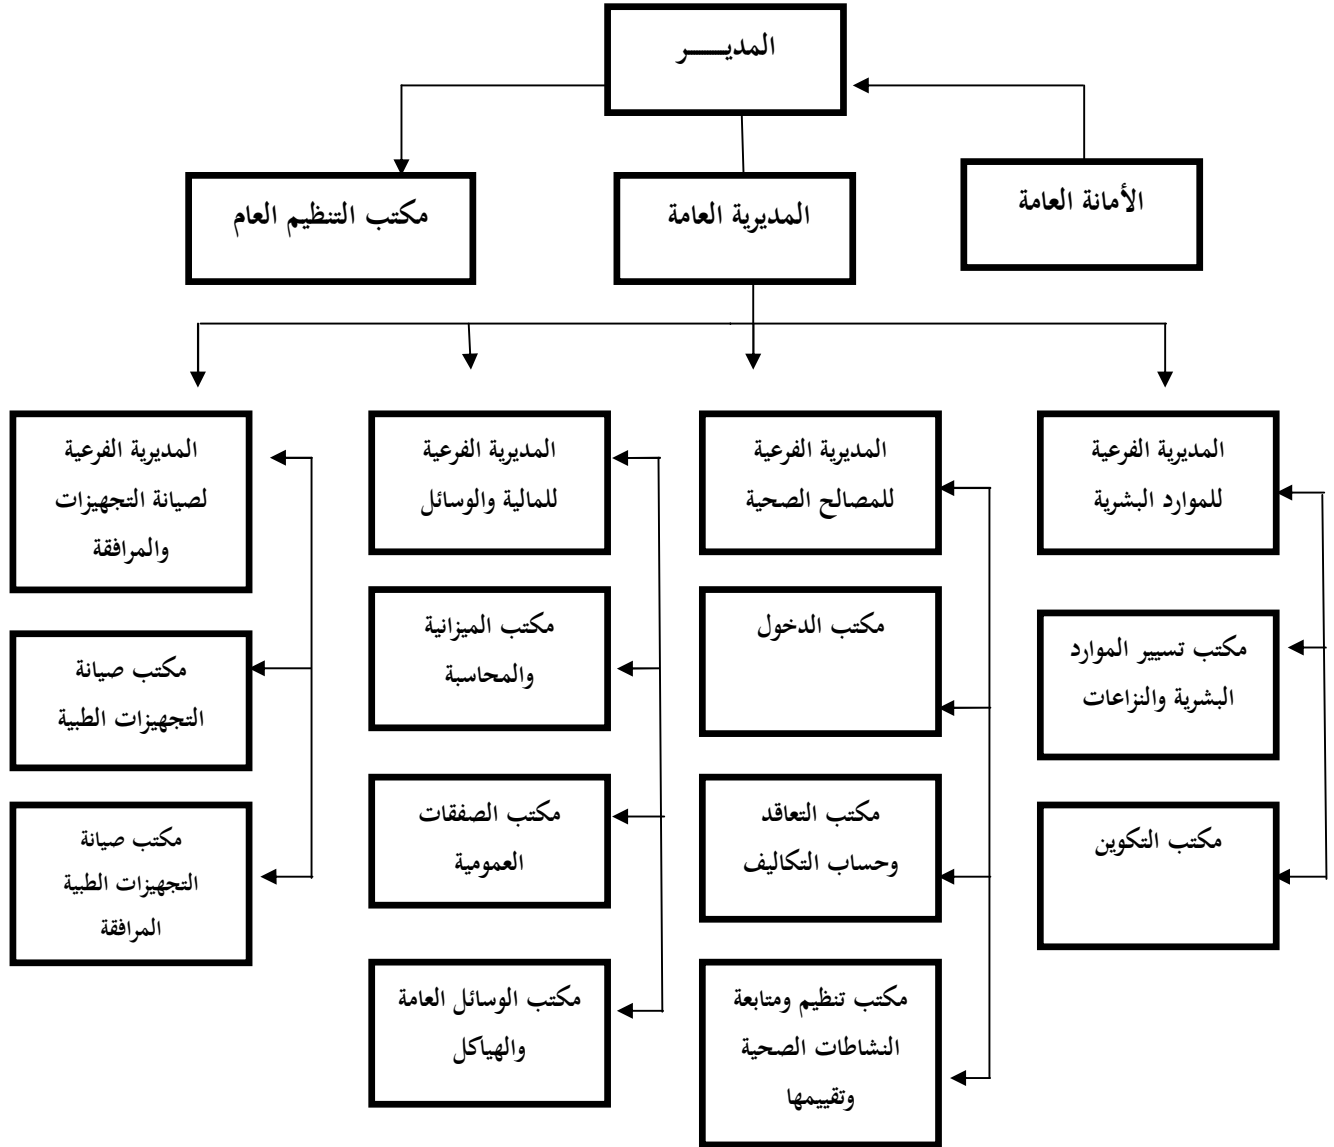 المديــــــر
الأمانة العامة
المديرية العامة
مكتب التنظيم العام
المديرية الفرعية
للموارد البشرية
مكتب تسيير الموارد
البشرية والنزاعات
مكتب التكوين
المديرية الفرعية
للمصالح الصحية
مكتب الدخول
مكتب التعاقد
وحساب التكاليف
مكتب تنظيم ومتابعة
النشاطات الصحية
وتقييمها
المديرية الفرعية
للمالية والوسائل
مكتب الميزانية
والمحاسبة
مكتب الصفقات
العمومية
مكتب الوسائل العامة
والهياكل
المديرية الفرعية
لصيانة التجهيزات
والمرافقة
مكتب صيانة
التجهيزات الطبية
مكتب صيانة
التجهيزات الطبية
المرافقة